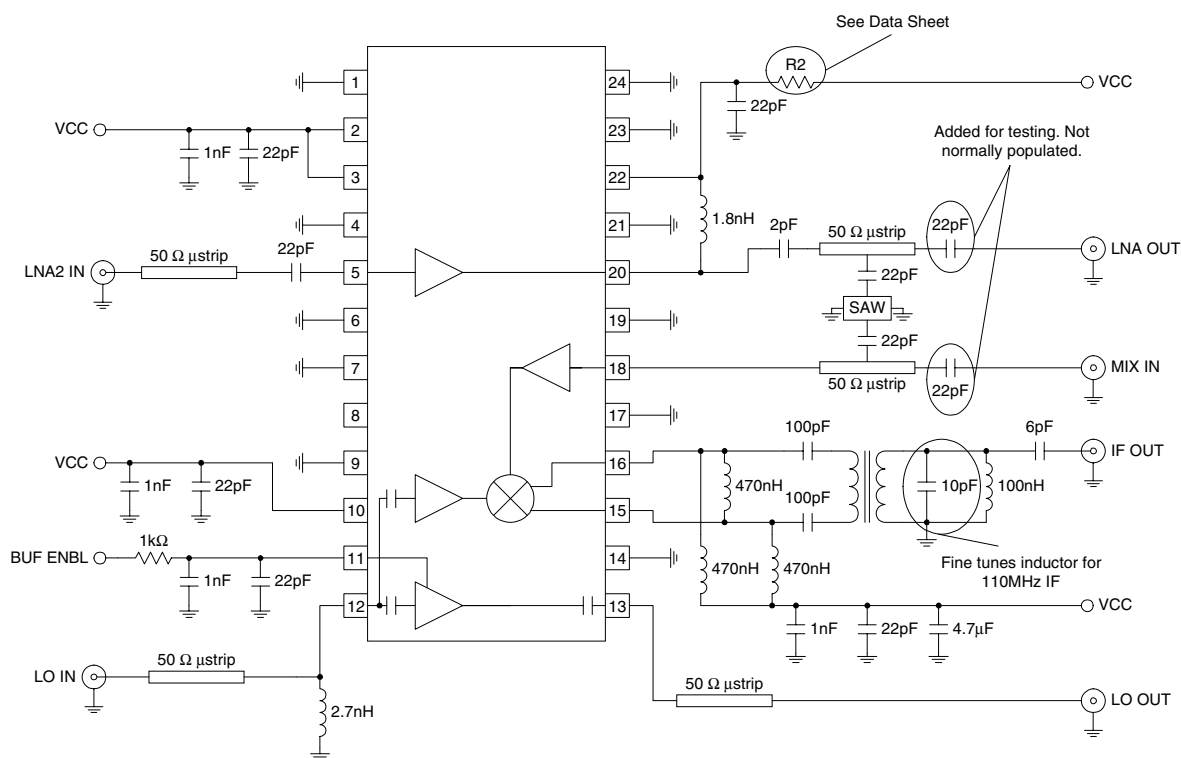 See Data Sheet
R2
VCC
22pF
1
24
VCC
2
23
1nF
22pF
Added for testing. Not
normally populated.
3
22
1.8nH
4
21
2pF
50 Ω µstrip
22pF
LNA OUT
LNA2 IN
50 Ω µstrip
22pF
5
20
22pF
SAW
6
19
22pF
7
18
50 Ω µstrip
22pF
MIX IN
8
17
100pF
6pF
IF OUT
VCC
9
16
1nF
22pF
470nH
100pF
10pF
100nH
10
15
BUF ENBL
1kΩ
11
14
1nF
22pF
470nH
470nH
Fine tunes inductor for
110MHz IF
12
13
VCC
1nF
22pF
4.7µF
LO IN
50 Ω µstrip
2.7nH
50 Ω µstrip
LO OUT